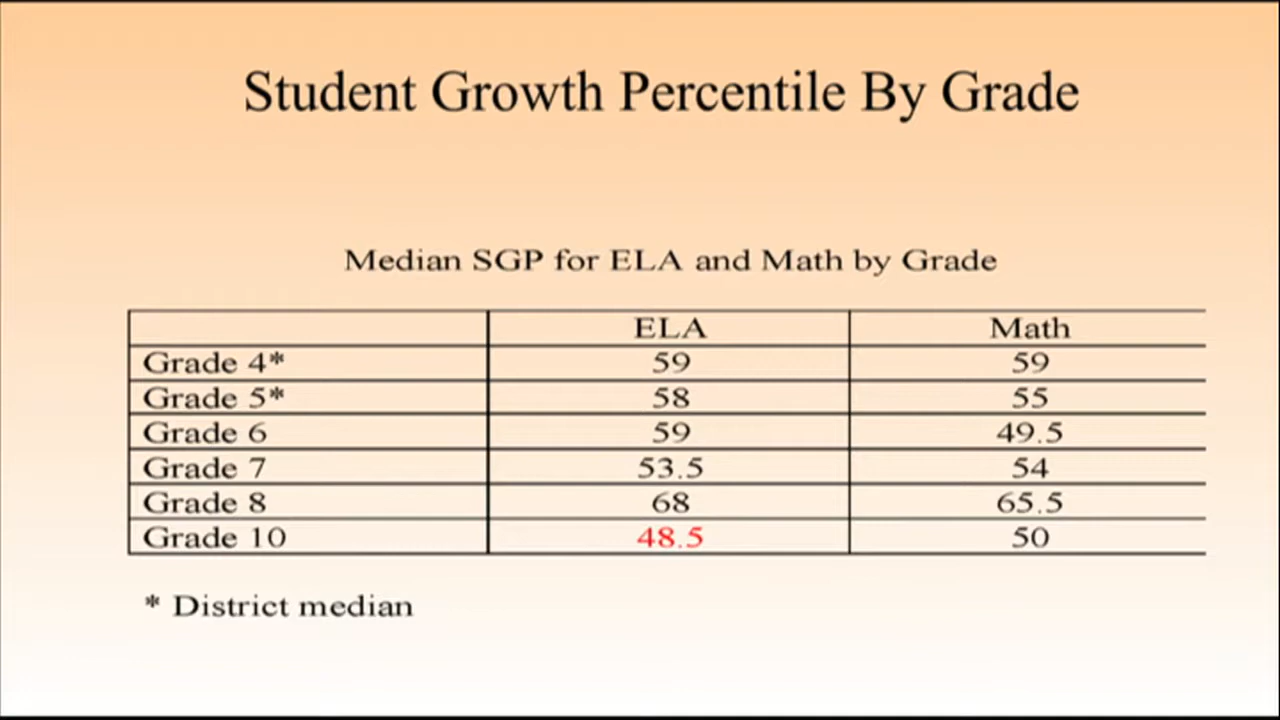 Student Growth Percentile By Grade
Median SGP for ELA and Math by Grade
ELA Math
Grade 4* 59 59
Grade 5* 58 55
Grade 6 59 49.5
Grade 7 53.5 54
Grade 8 68 65.5
Grade 10 48.5 50
* District median